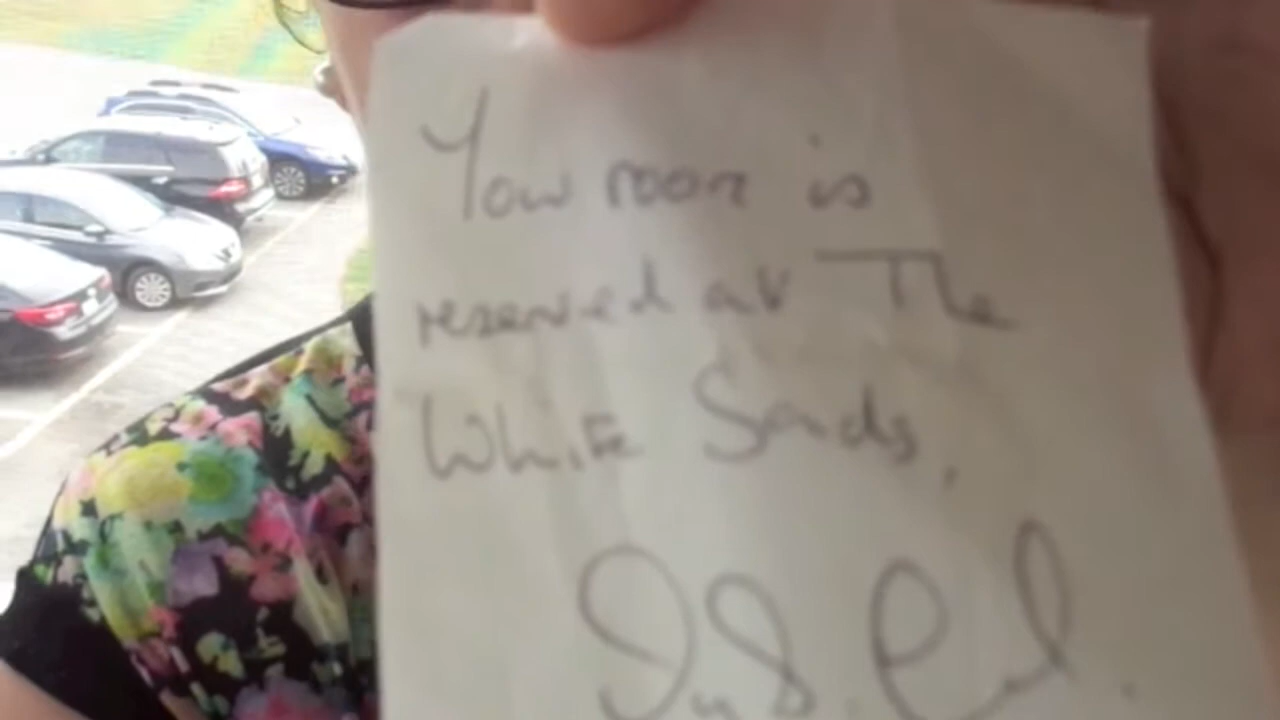 Your room is
reserved at The
White Sands.